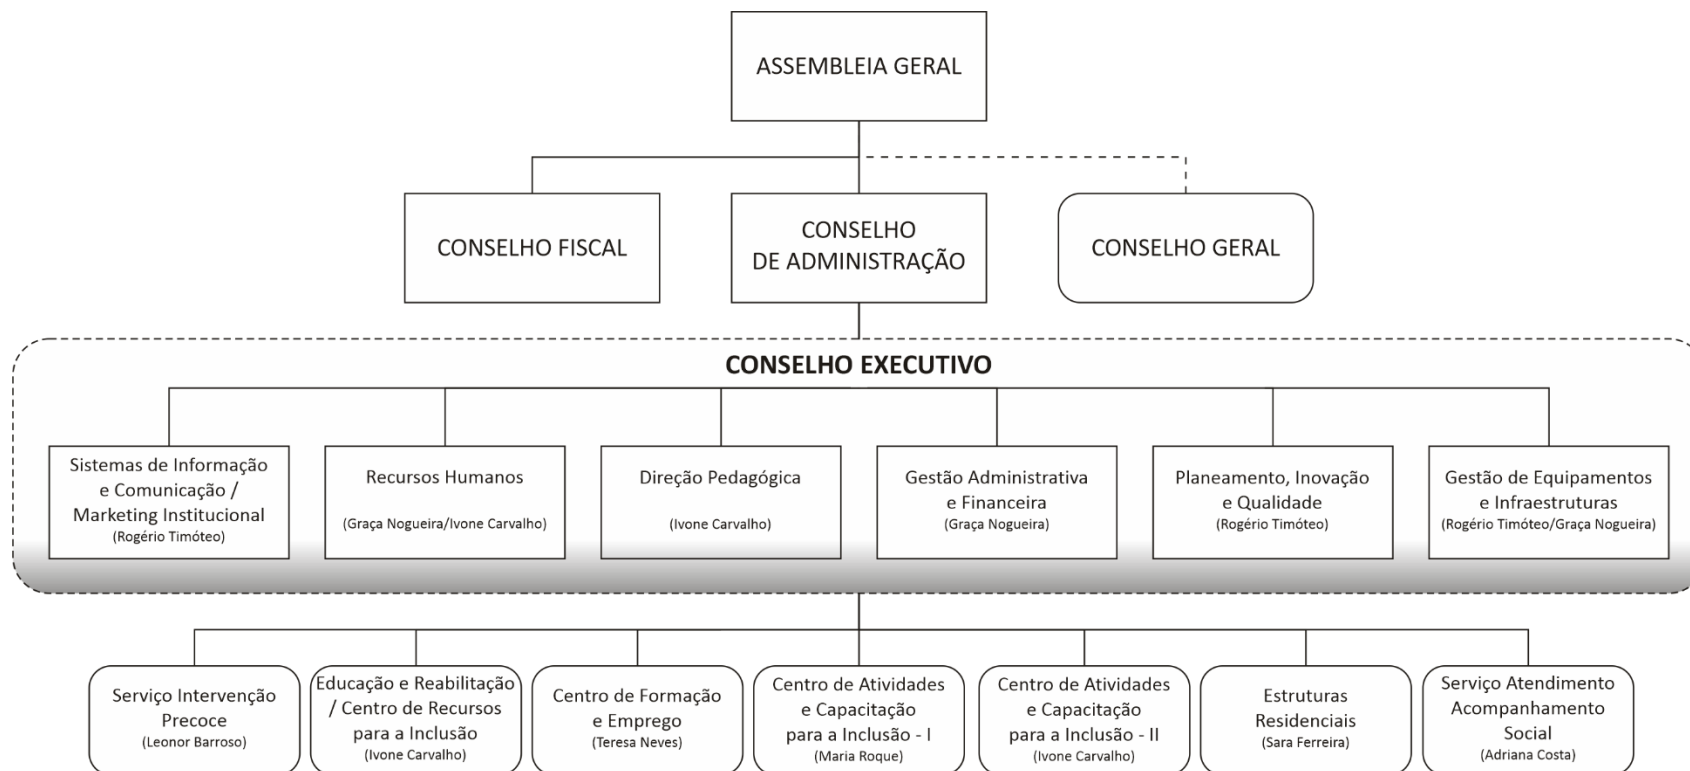 ASSEMBLEIA GERAL
CONSELHO FISCAL
CONSELHO
DE ADMINISTRAÇÃO
CONSELHO GERAL
CONSELHO EXECUTIVO
Sistemas de Informação
e Comunicação /
Marketing Institucional
(Rogério Timóteo)
Recursos Humanos
(Graça Nogueira/Ivone Carvalho)
Direção Pedagógica
(Ivone Carvalho)
Gestão Administrativa
e Financeira
(Graça Nogueira)
Planeamento, Inovação
e Qualidade
(Rogério Timóteo)
Gestão de Equipamentos
e Infraestruturas
(Rogério Timóteo/Graça Nogueira)
Serviço Intervenção
Precoce
(Leonor Barroso)
Educação e Reabilitação
/ Centro de Recursos
para a Inclusão
(Ivone Carvalho)
Centro de Formação
e Emprego
(Teresa Neves)
Centro de Atividades
e Capacitação
para a Inclusão - I
(Maria Roque)
Centro de Atividades
e Capacitação
para a Inclusão - II
(Ivone Carvalho)
Estruturas
Residenciais
(Sara Ferreira)
Serviço Atendimento
Acompanhamento
Social
(Adriana Costa)